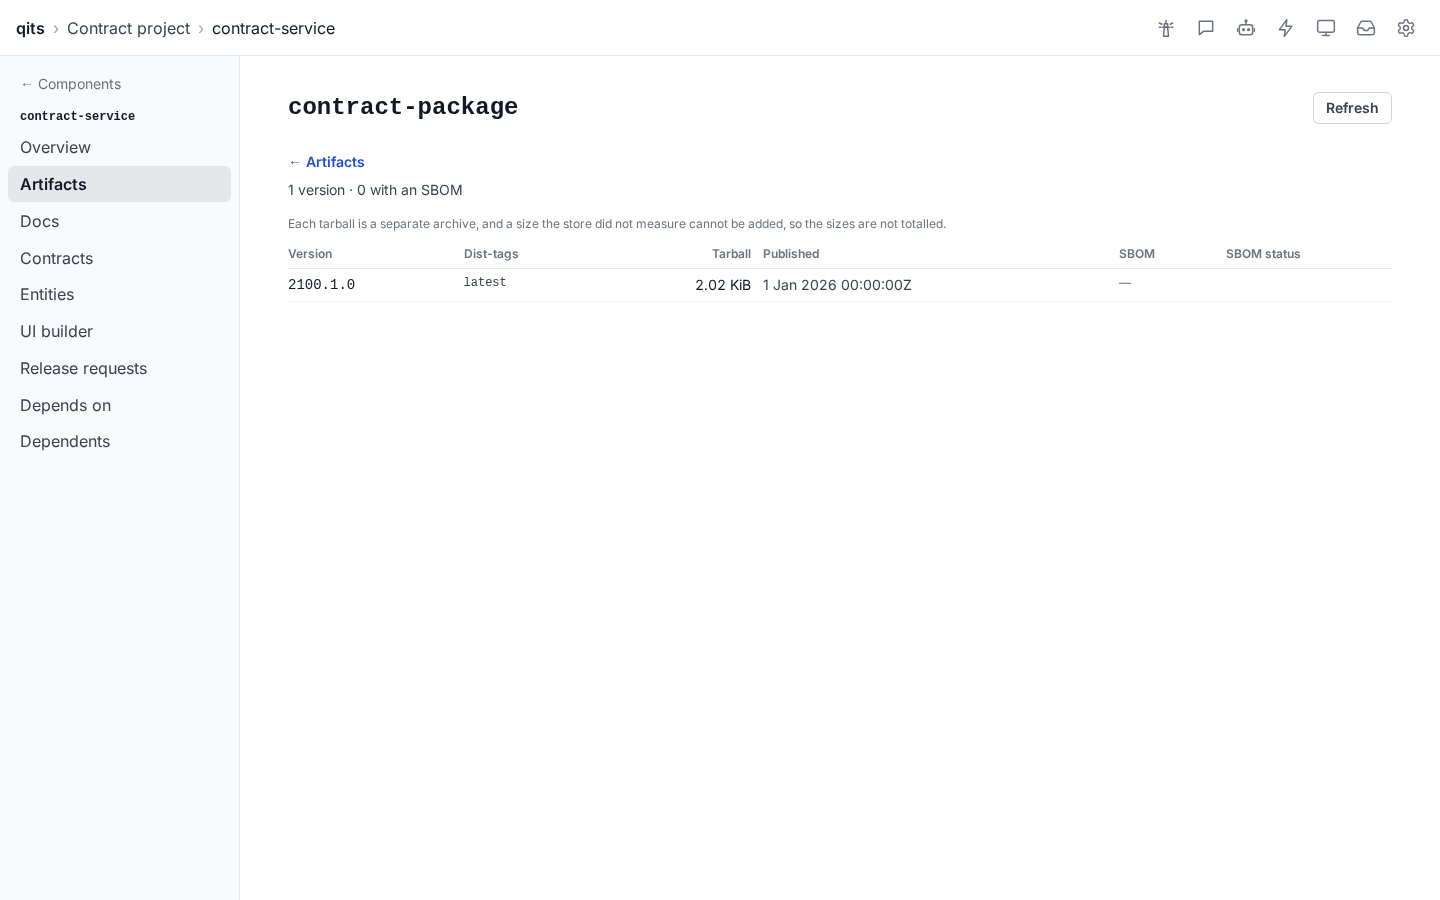 qits › Contract project › contract-service
← Components
contract-service
Overview
Artifacts
Docs
Contracts
Entities
UI builder
Release requests
Depends on
Dependents
contract-package
Refresh
← Artifacts
1 version · 0 with an SBOM
Each tarball is a separate archive, and a size the store did not measure cannot be added, so the sizes are not totalled.
Version Dist-tags Tarball Published SBOM SBOM status
2100.1.0 latest 2.02 KiB 1 Jan 2026 00:00:00Z —